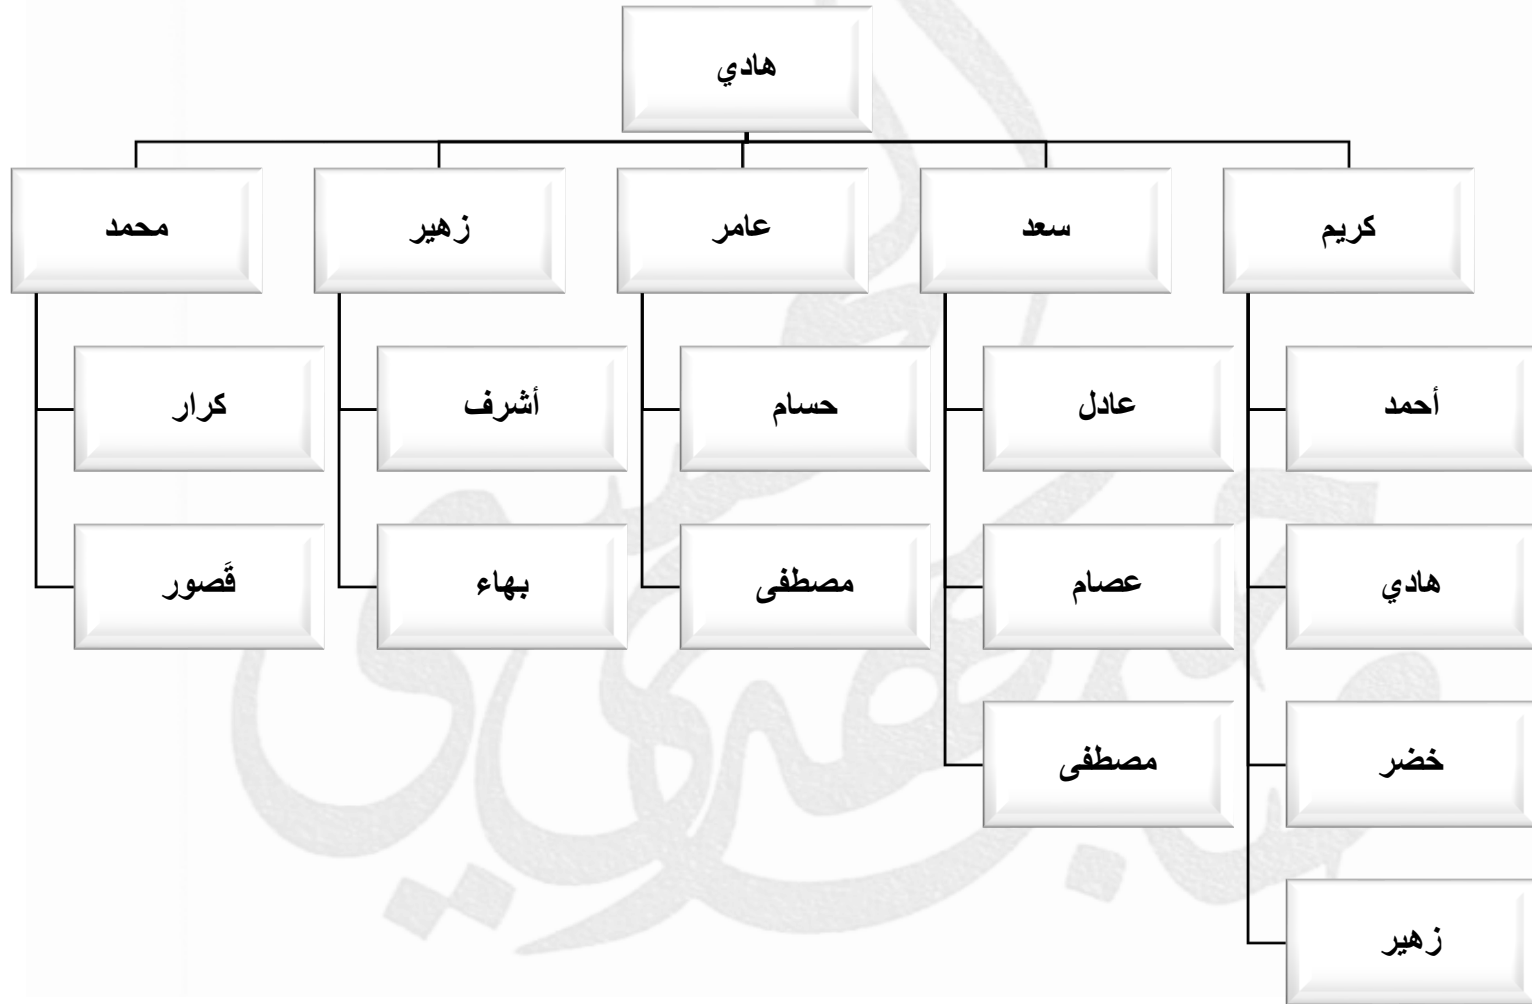 هادي
كريم
سعد
عامر
زهير
محمد
أحمد
عادل
حسام
أشرف
كرار
هادي
عصام
مصطفى
بهاء
قَصور
خضر
مصطفى
زهير